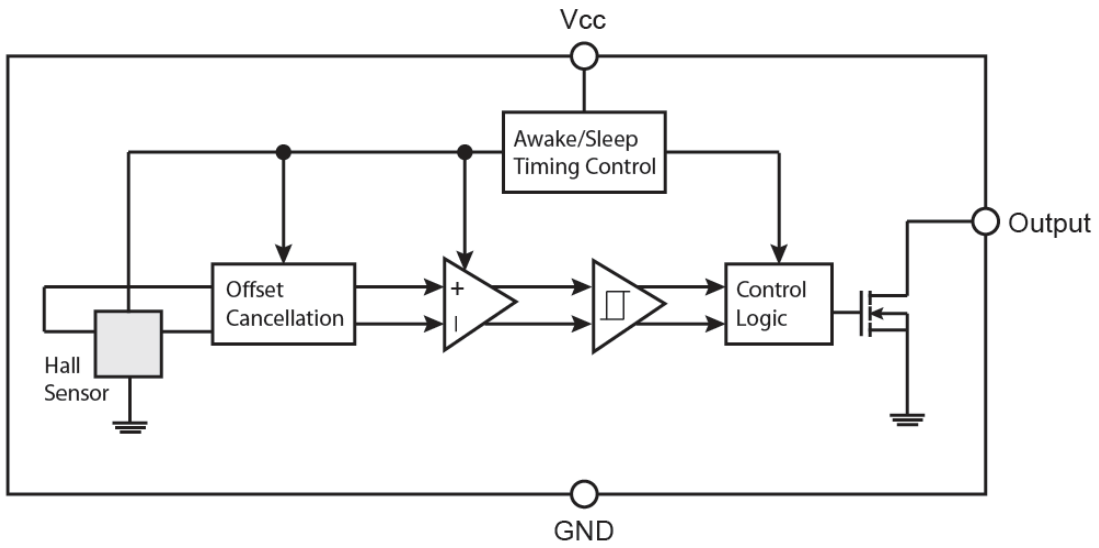 Vcc
Awake/Sleep
Timing Control
Output
Offset
Cancellation
+
Control
Logic
Hall
Sensor
GND